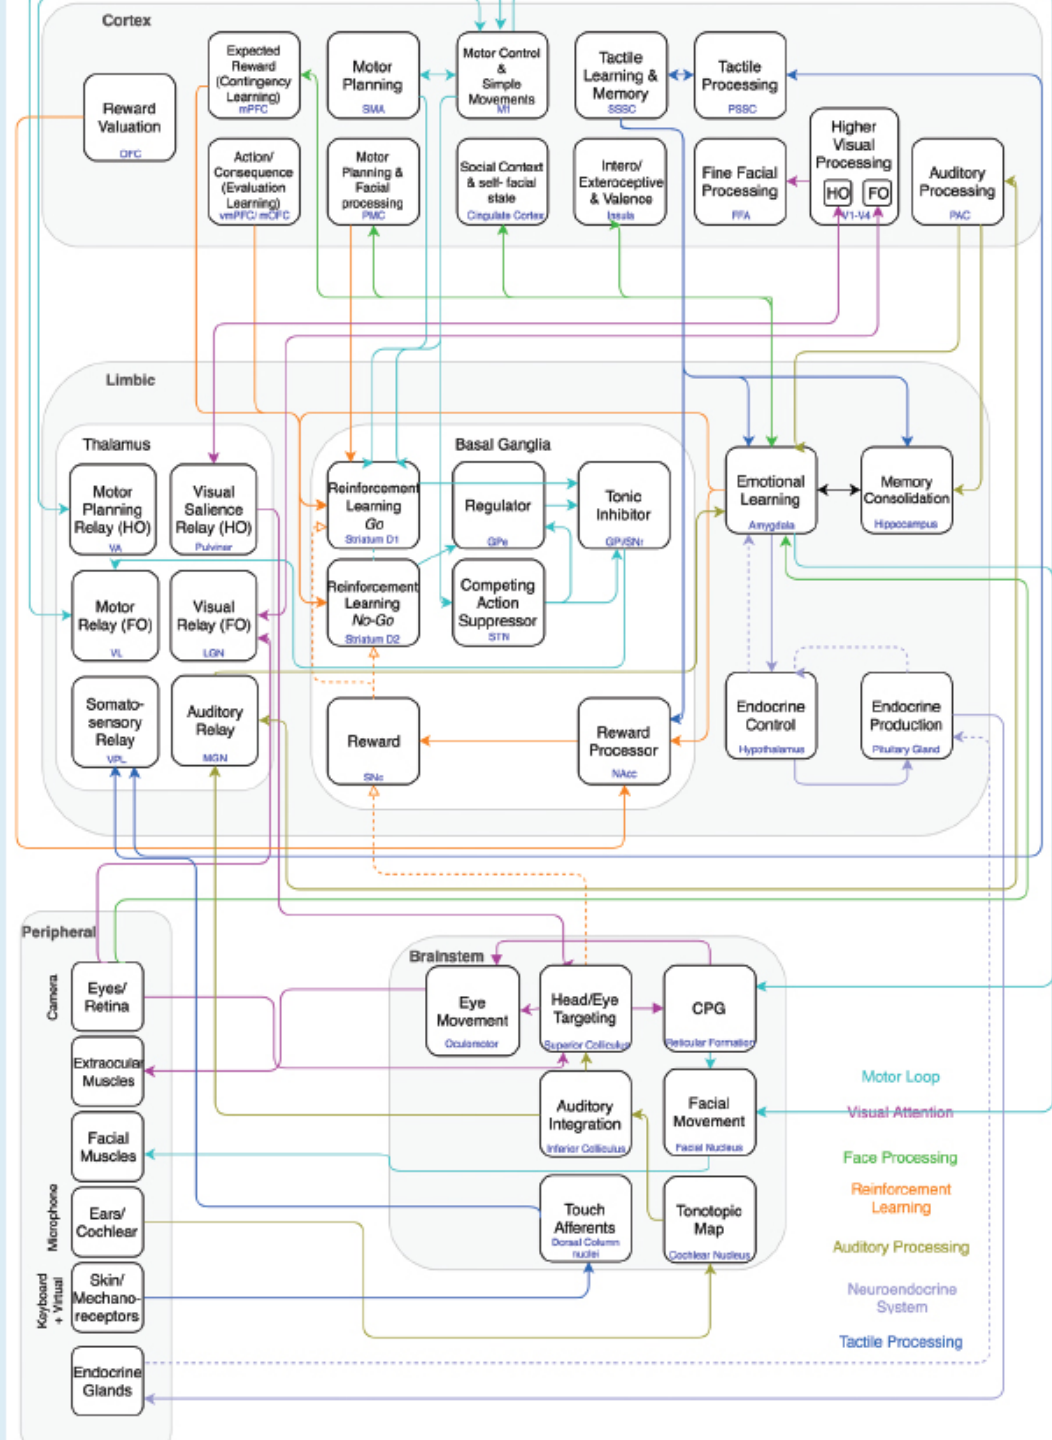 Cortex
Expected
Reward
(Contingency
Learning)
mPFC
Motor
Planning
SMA
Motor Control
&
Simple
Movements
M1
Tactile
Learning &
Memory
SSSC
Tactile
Processing
PSSC
Reward
Valuation
OFC
Action/
Consequence
(Evaluation
Learning)
vmPFC/ mOFC
Motor
Planning &
Facial
processing
PMC
Social Context
& self- facial
state
Cingulate Cortex
Intero/
Exteroceptive
& Valence
Insula
Fine Facial
Processing
FFA
Higher
Visual
Processing
HO
FO
V1-V4
Auditory
Processing
PAC
Limbic
Thalamus
Motor
Planning
Relay (HO)
VA
Visual
Salience
Relay (HO)
Pulvinar
Motor
Relay (FO)
VL
Visual
Relay (FO)
LGN
Somato-
sensory
Relay
VPL
Auditory
Relay
MGN
Basal Ganglia
Reinforcement
Learning
Go
Striatum D1
Regulator
GPe
Tonic
Inhibitor
GPi/SNr
Reinforcement
Learning
No-Go
Striatum D2
Competing
Action
Suppressor
STN
Reward
SNc
Reward
Processor
NAcc
Emotional
Learning
Amygdala
Memory
Consolidation
Hippocampus
Endocrine
Control
Hypothalamus
Endocrine
Production
Pituitary Gland
Peripheral
Camera
Eyes/
Retina
Extraocular
Muscles
Facial
Muscles
Microphone
Ears/
Cochlear
Keyboard
+ Virtual
Skin/
Mechano-
receptors
Endocrine
Glands
Brainstem
Eye
Movement
Oculomotor
Head/Eye
Targeting
Superior Colliculus
CPG
Reticular Formation
Auditory
Integration
Inferior Colliculus
Facial
Movement
Facial Nucleus
Touch
Afferents
Dorsal Column
nuclei
Tonotopic
Map
Cochlear Nucleus
Motor Loop
Visual Attention
Face Processing
Reinforcement
Learning
Auditory Processing
Neuroendocrine
System
Tactile Processing